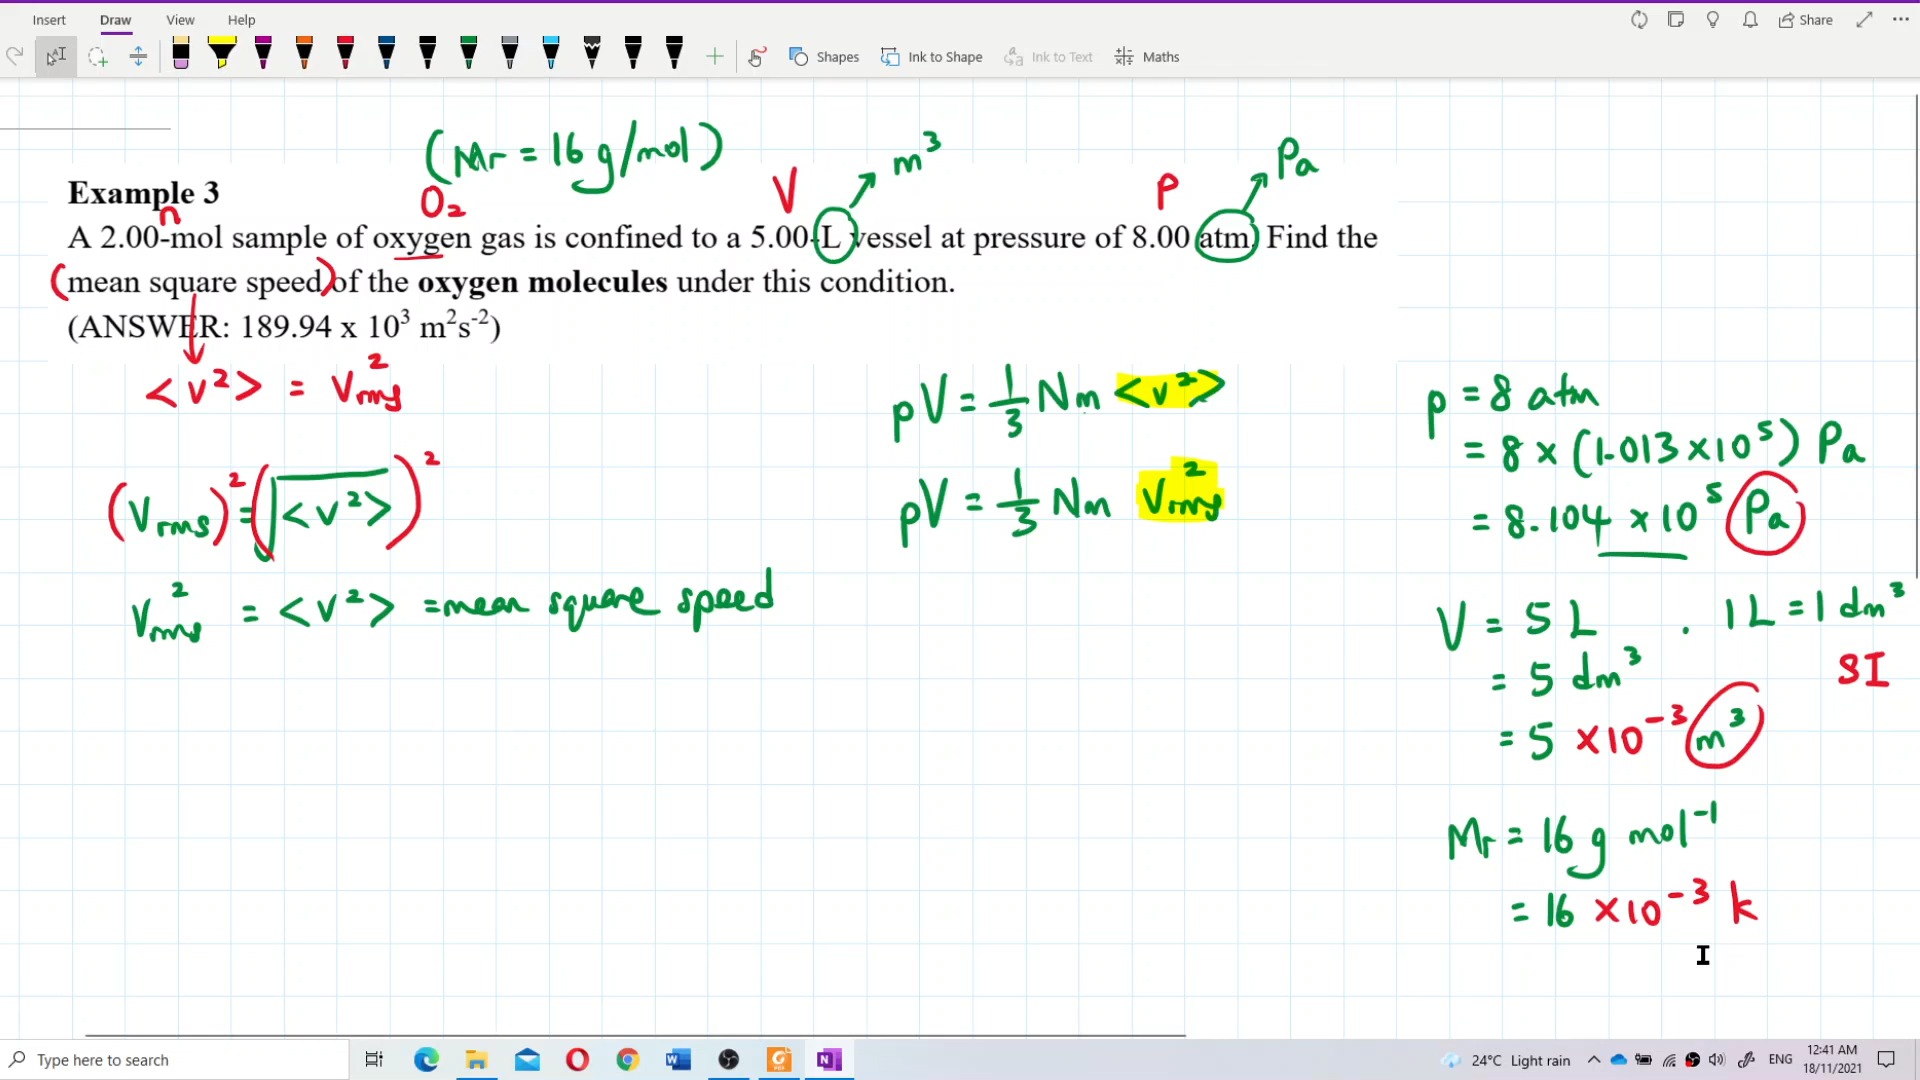 Insert Draw View Help Share
Shapes Ink to Shape Ink to Text Maths
(Mr = 16 g/mol)
V m³ P Pa
Example 3
n O₂
A 2.00-mol sample of oxygen gas is confined to a 5.00-L vessel at pressure of 8.00 atm. Find the
(mean square speed) of the oxygen molecules under this condition.
(ANSWER: 189.94 x 10³ m²s⁻²)
<v²> = Vrms²
(Vrms)² = (√<v²>)²
Vrms² = <v²> = mean square speed
pV = 1/3 Nm <v²>
pV = 1/3 Nm Vrms²
p = 8 atm
= 8 × (1.013×10⁵) Pa
= 8.104 ×10⁵ Pa
V = 5 L . 1 L = 1 dm³
= 5 dm³ SI
= 5 ×10⁻³ m³
Mr = 16 g mol⁻¹
= 16 ×10⁻³ k
Type here to search
24°C Light rain ENG 12:41 AM
18/11/2021